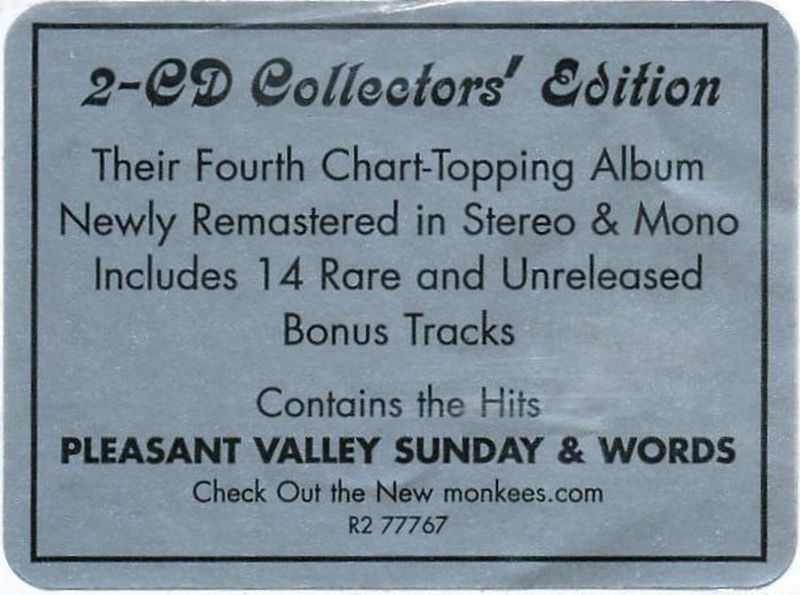 2-CD Collectors' Edition
Their Fourth Chart-Topping Album
Newly Remastered in Stereo & Mono
Includes 14 Rare and Unreleased
Bonus Tracks
Contains the Hits
PLEASANT VALLEY SUNDAY & WORDS
Check Out the New monkees.com
R2 77767